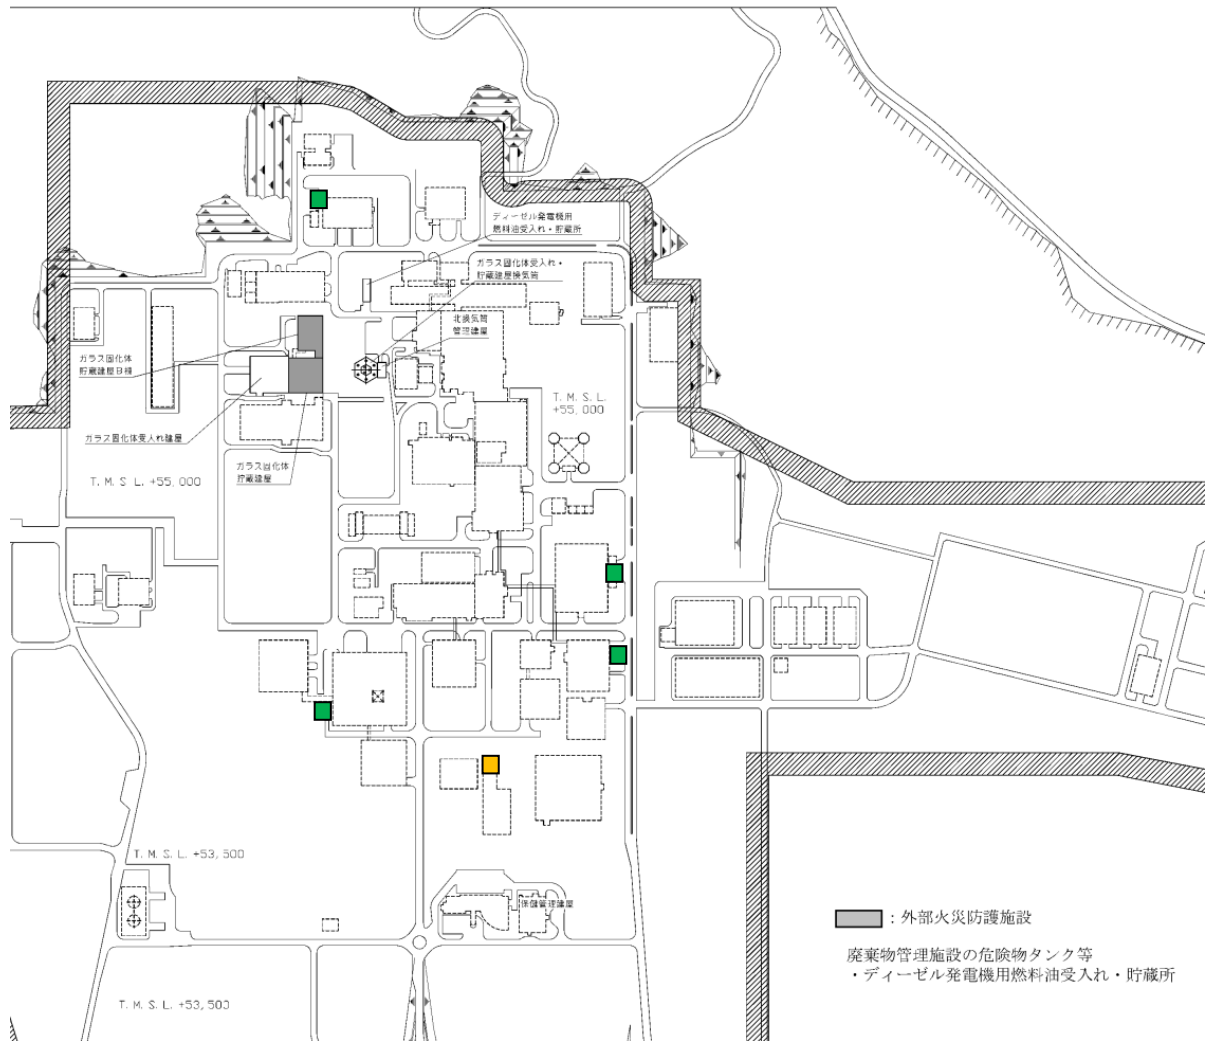 ディーゼル発電機用
燃料油受入れ・貯蔵所
ガラス固化体受入れ・
貯蔵建屋換気筒
北換気筒
管理建屋
ガラス固化体
貯蔵建屋B棟
T. M. S. L.
+55,000
ガラス固化体受入れ建屋
ガラス固化体
貯蔵建屋
T. M. S L. +55,000
T. M. S. L. +53,500
保健管理建屋
：外部火災防護施設
廃棄物管理施設の危険物タンク等
・ディーゼル発電機用燃料油受入れ・貯蔵所
T. M. S. L. +53,500